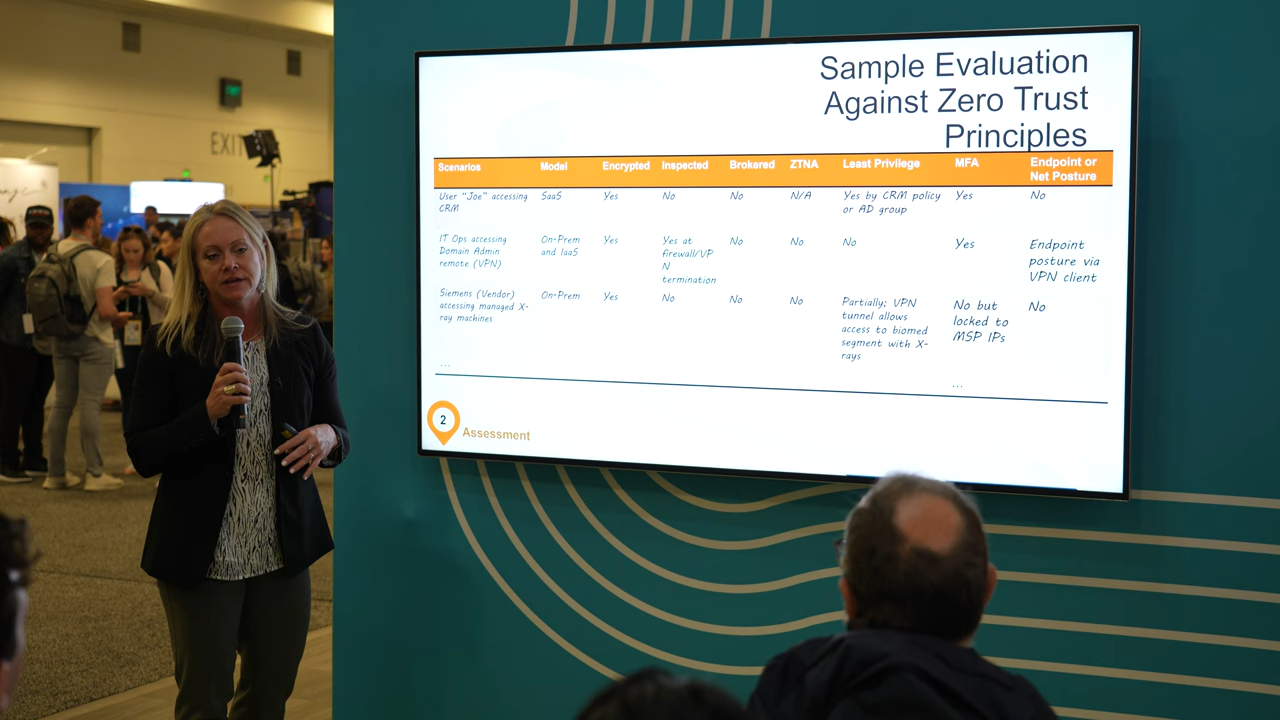 EXIT
Sample Evaluation
Against Zero Trust
Principles
Scenarios Model Encrypted Inspected Brokered ZTNA Least Privilege MFA Endpoint or
Net Posture
User "Joe" accessing
CRM
SaaS
Yes
No
No
N/A
Yes by CRM policy
or AD group
Yes
No
IT Ops accessing
Domain Admin
remote (VPN)
On-Prem
and IaaS
Yes
Yes at
firewall/VP
N
termination
No
No
No
Yes
Endpoint
posture via
VPN client
Siemens (Vendor)
accessing managed X-
ray machines
On-Prem
Yes
No
No
No
Partially; VPN
tunnel allows
access to biomed
segment with X-
rays
No but
locked to
MSP IPs
No
...
...
2
Assessment